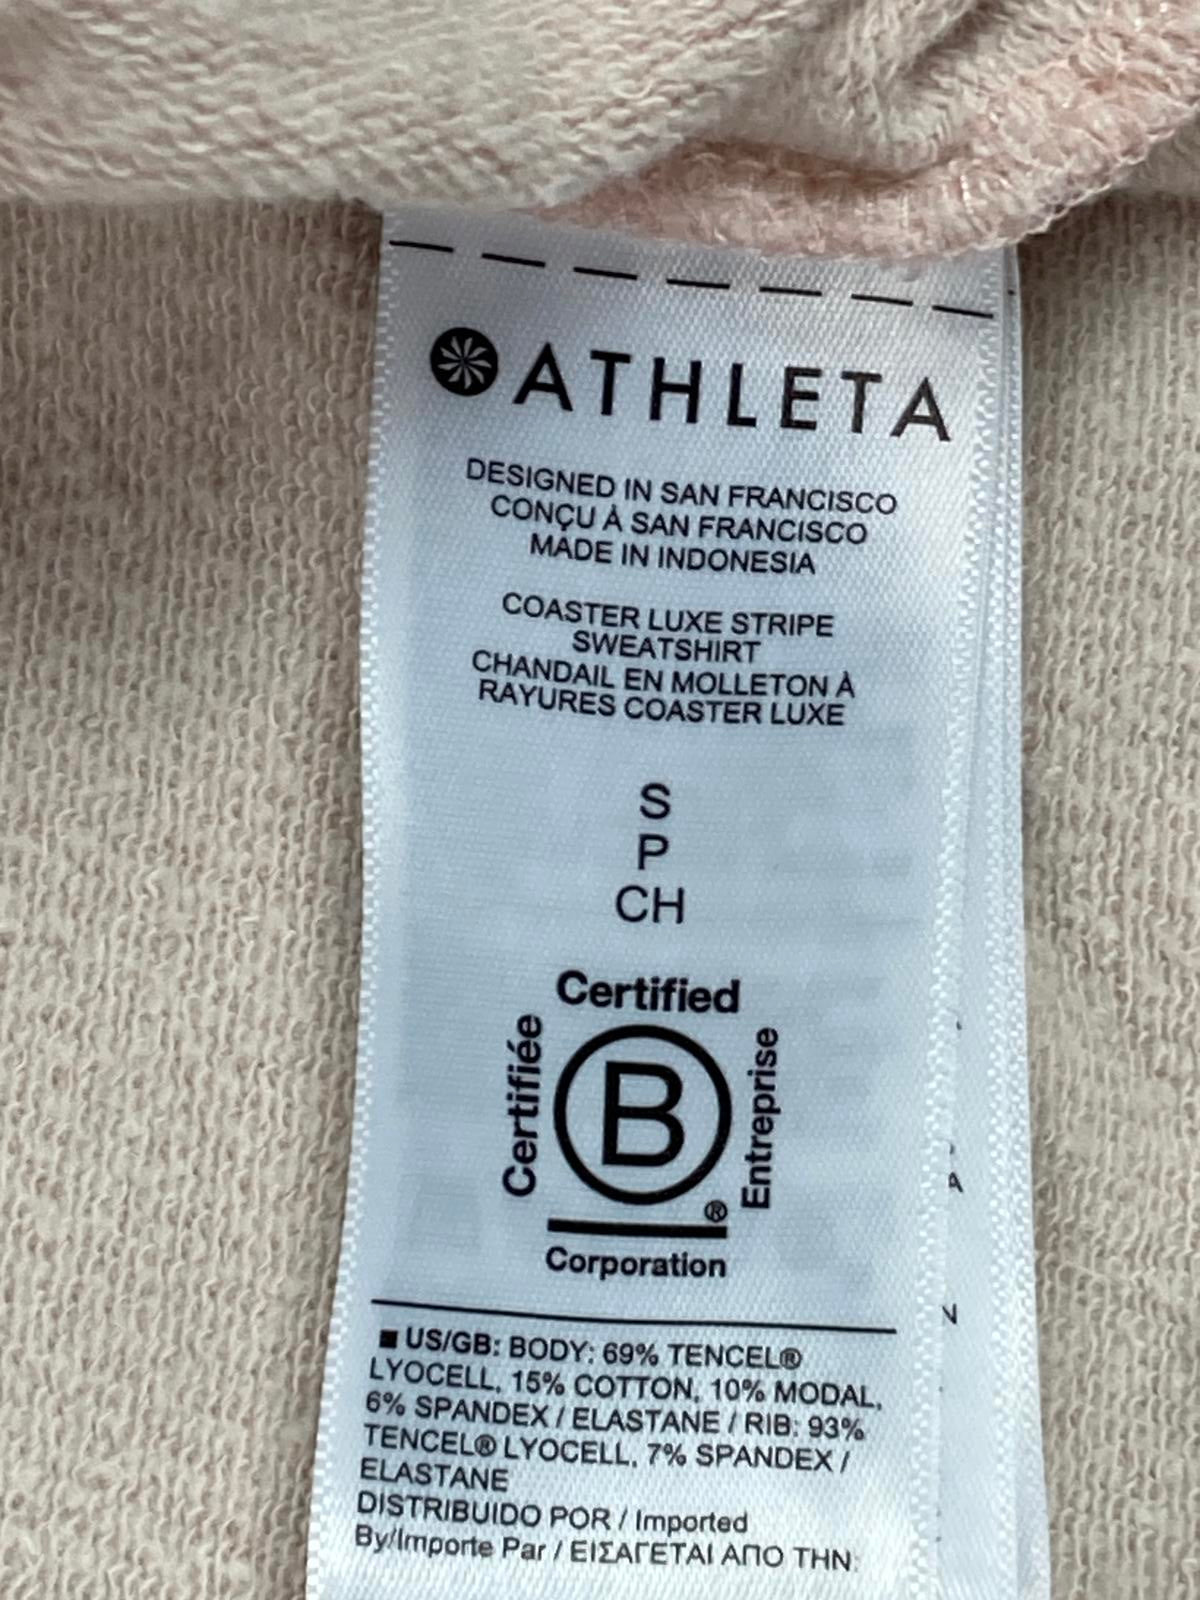 ATHLETA
DESIGNED IN SAN FRANCISCO
CONÇU À SAN FRANCISCO
MADE IN INDONESIA
COASTER LUXE STRIPE
SWEATSHIRT
CHANDAIL EN MOLLETON À
RAYURES COASTER LUXE
S
P
CH
Certified
Certifiée
B
®
Entreprise
Corporation
■ US/GB: BODY: 69% TENCEL®
LYOCELL, 15% COTTON, 10% MODAL,
6% SPANDEX / ELASTANE / RIB: 93%
TENCEL® LYOCELL, 7% SPANDEX /
ELASTANE
DISTRIBUIDO POR / Imported
By/Importe Par / ΕΙΣΑΓΕΤΑΙ ΑΠΟ ΤΗΝ:
A
N